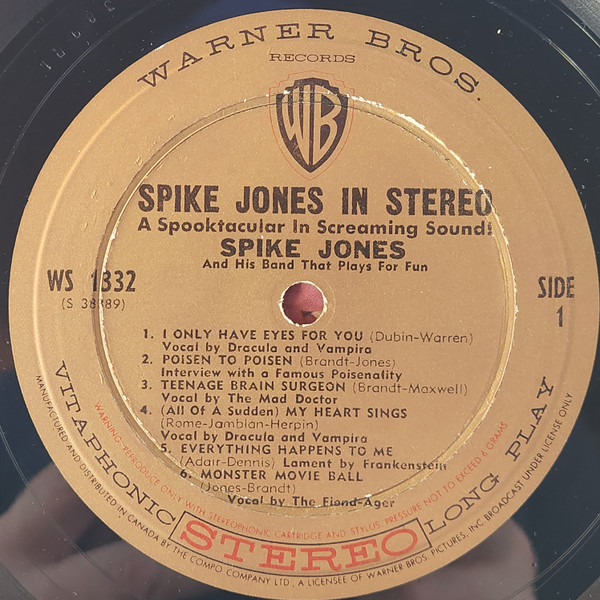 WARNER BROS.
RECORDS
WB
SPIKE JONES IN STEREO
A Spooktacular In Screaming Sound!
SPIKE JONES
And His Band That Plays For Fun
WS 1332
(S 38789)
SIDE
1
1. I ONLY HAVE EYES FOR YOU (Dubin-Warren)
Vocal by Dracula and Vampira
2. POISEN TO POISEN (Brandt-Jones)
Interview with a Famous Poisenality
3. TEENAGE BRAIN SURGEON (Brandt-Maxwell)
Vocal by The Mad Doctor
4. (All Of A Sudden) MY HEART SINGS
(Rome-Jamblan-Herpin)
Vocal by Dracula and Vampira
5. EVERYTHING HAPPENS TO ME
(Adair-Dennis) Lament by Frankenstein
6. MONSTER MOVIE BALL
(Jones-Brandt)
Vocal by The Fiend-Ager
VITAPHONIC STEREO LONG PLAY
WARNING-REPRODUCE ONLY WITH STEREOPHONIC CARTRIDGE AND STYLUS. PRESSURE NOT TO EXCEED 6 GRAMS
MANUFACTURED AND DISTRIBUTED IN CANADA BY THE COMPO COMPANY LTD., A LICENSEE OF WARNER BROS. PICTURES, INC. BROADCAST UNDER LICENSE ONLY